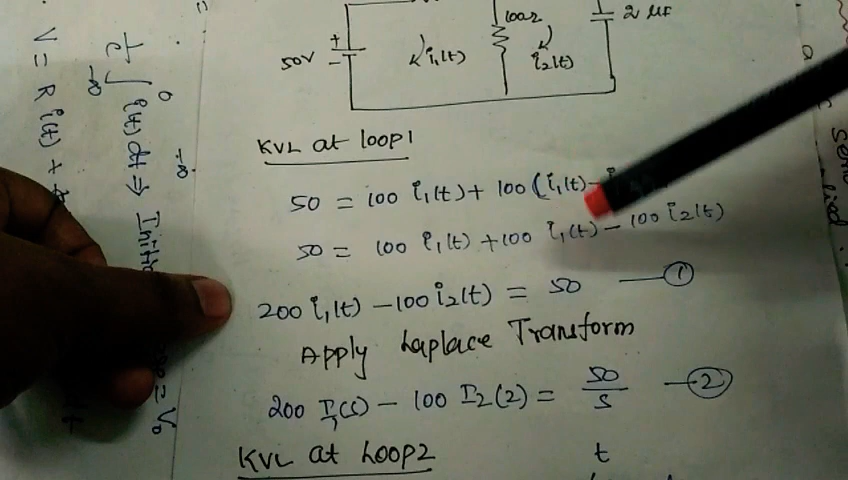 100Ω
2 µF
50V
+
-
i1(t)
i2(t)
KVL at loop1
50 = 100 i1(t) + 100 (i1(t) -
50 = 100 i1(t) + 100 i1(t) - 100 i2(t)
200 i1(t) - 100 i2(t) = 50 — ①
Apply Laplace Transform
200 I1(s) - 100 I2(2) = 50/s — ②
KVL at Loop2
t
1/C ∫ i(t) dt ⇒
-∞
0
-∞
= V0
V = R i(t) +